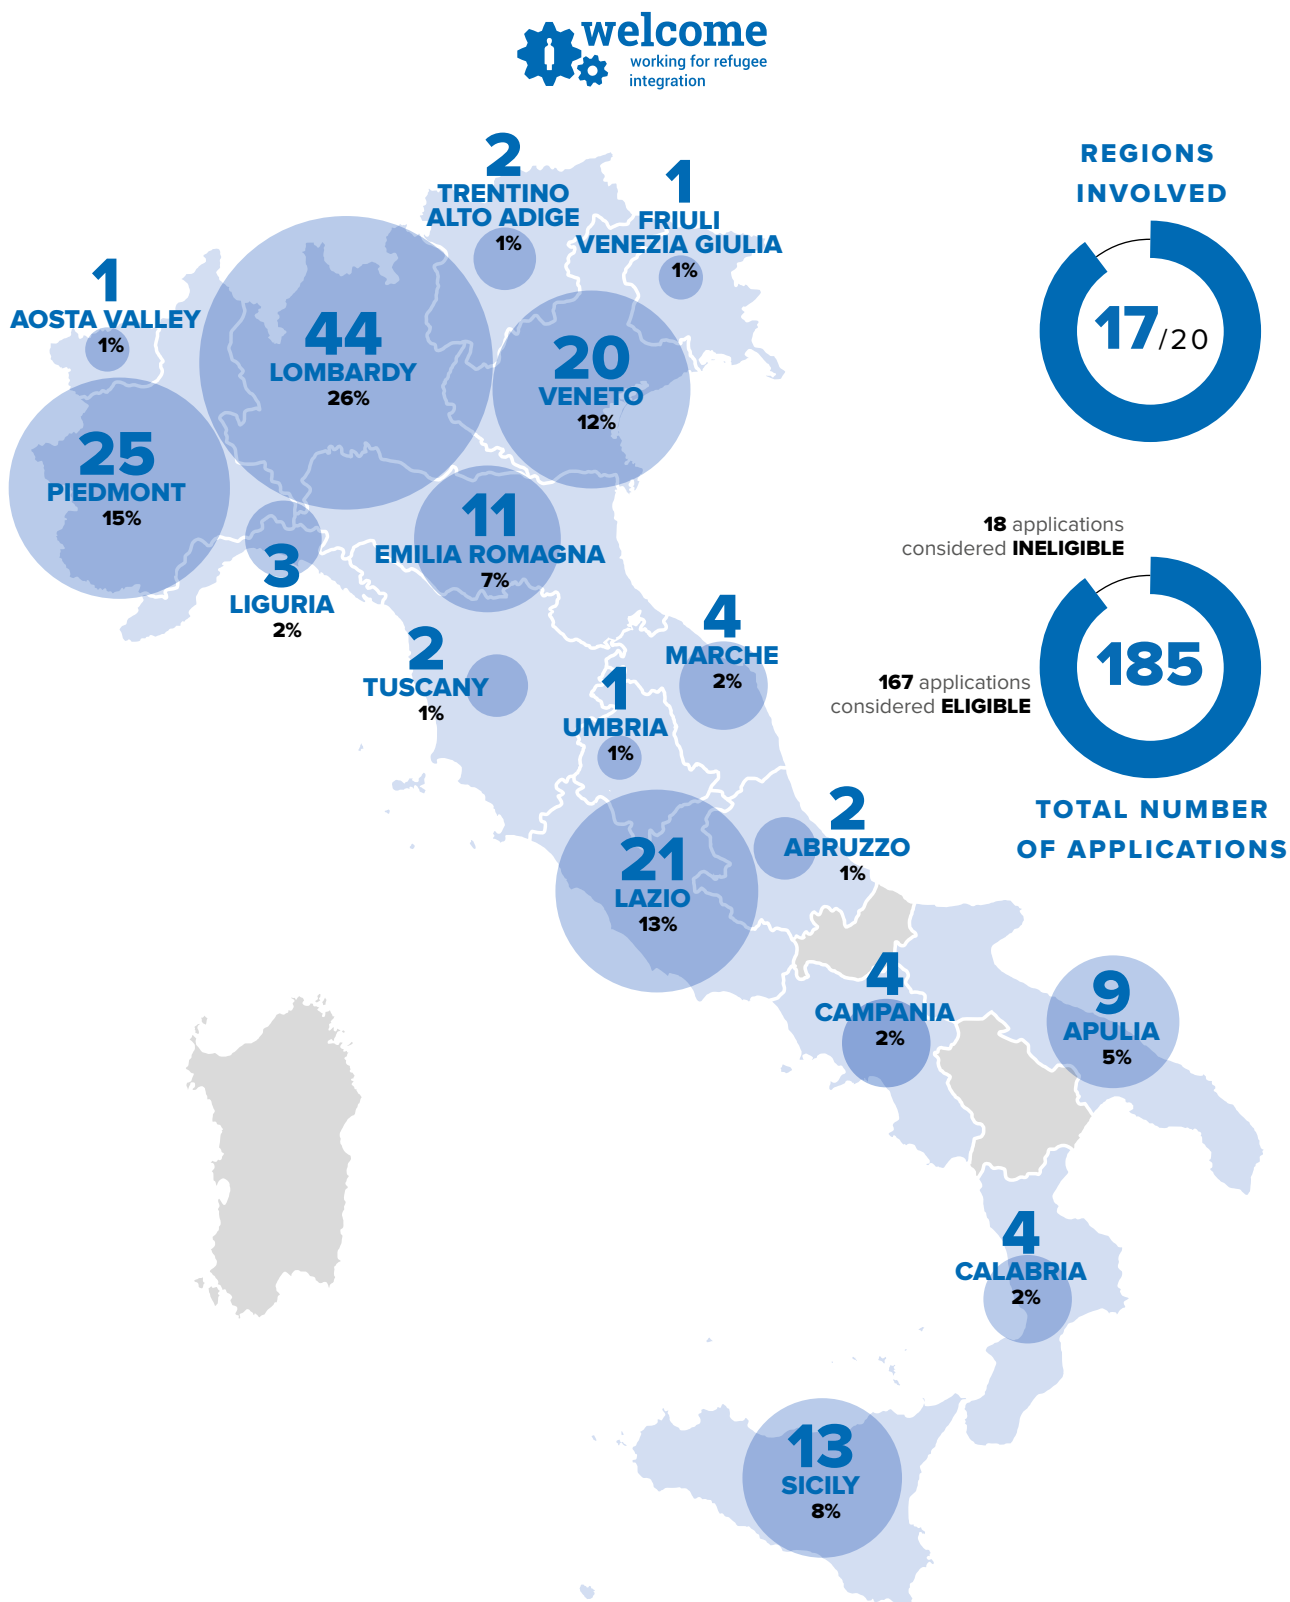 welcome
working for refugee
integration
REGIONS
INVOLVED
17/20
2
TRENTINO
ALTO ADIGE
1%
1
FRIULI
VENEZIA GIULIA
1%
1
AOSTA VALLEY
1%
44
LOMBARDY
26%
20
VENETO
12%
25
PIEDMONT
15%
11
EMILIA ROMAGNA
7%
3
LIGURIA
2%
18 applications
considered INELIGIBLE
185
167 applications
considered ELIGIBLE
TOTAL NUMBER
OF APPLICATIONS
2
TUSCANY
1%
4
MARCHE
2%
1
UMBRIA
1%
2
ABRUZZO
1%
21
LAZIO
13%
4
CAMPANIA
2%
9
APULIA
5%
4
CALABRIA
2%
13
SICILY
8%